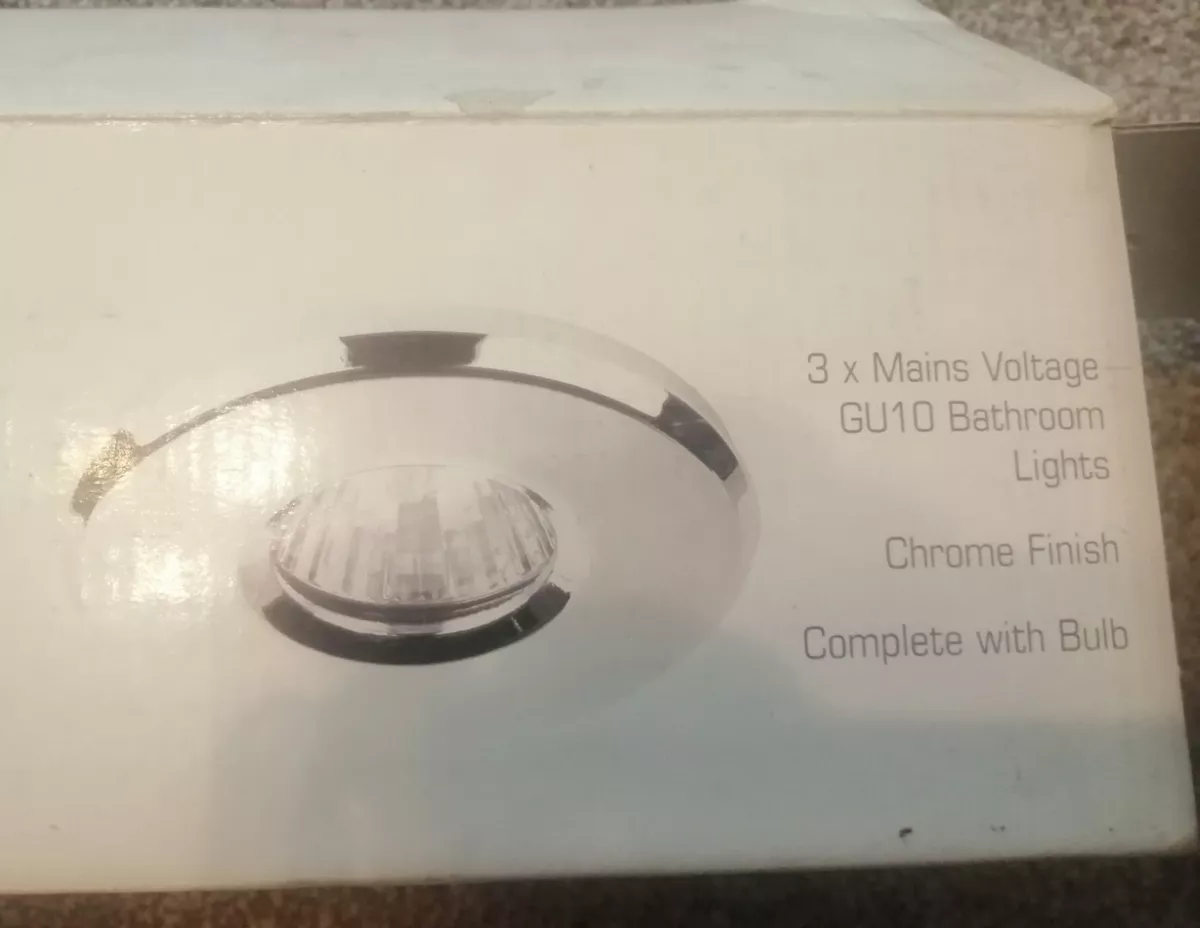 3 x Mains Voltage
GU10 Bathroom
Lights
Chrome Finish
Complete with Bulb